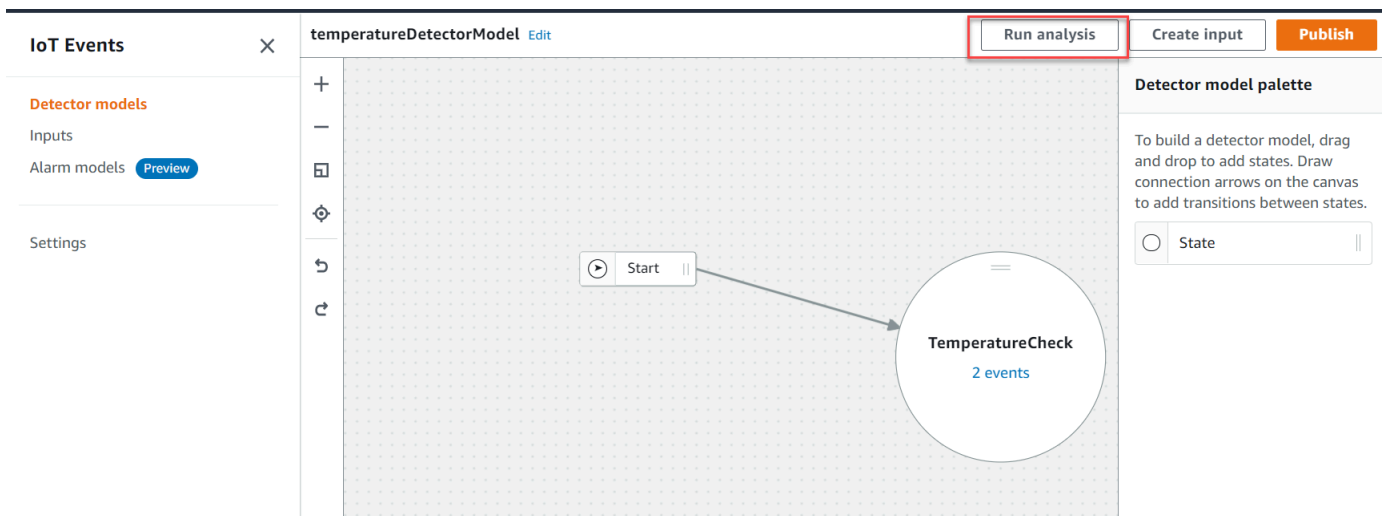 IoT Events
Detector models
Inputs
Alarm models Preview
Settings
temperatureDetectorModel Edit
Run analysis
Create input
Publish
Start
TemperatureCheck
2 events
Detector model palette
To build a detector model, drag
and drop to add states. Draw
connection arrows on the canvas
to add transitions between states.
State